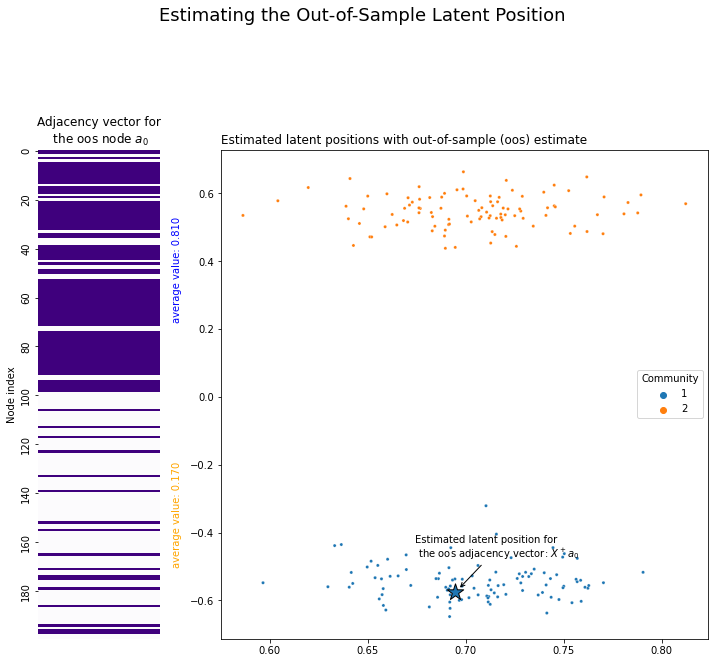 Estimating the Out-of-Sample Latent Position
Adjacency vector for
the oos node a₀
Node index
0
20
40
60
80
100
120
140
160
180
average value: 0.810
average value: 0.170
Estimated latent positions with out-of-sample (oos) estimate
0.6
0.4
0.2
0.0
−0.2
−0.4
−0.6
0.60
0.65
0.70
0.75
0.80
Community
1
2
Estimated latent position for
the oos adjacency vector: X̂⁺a₀